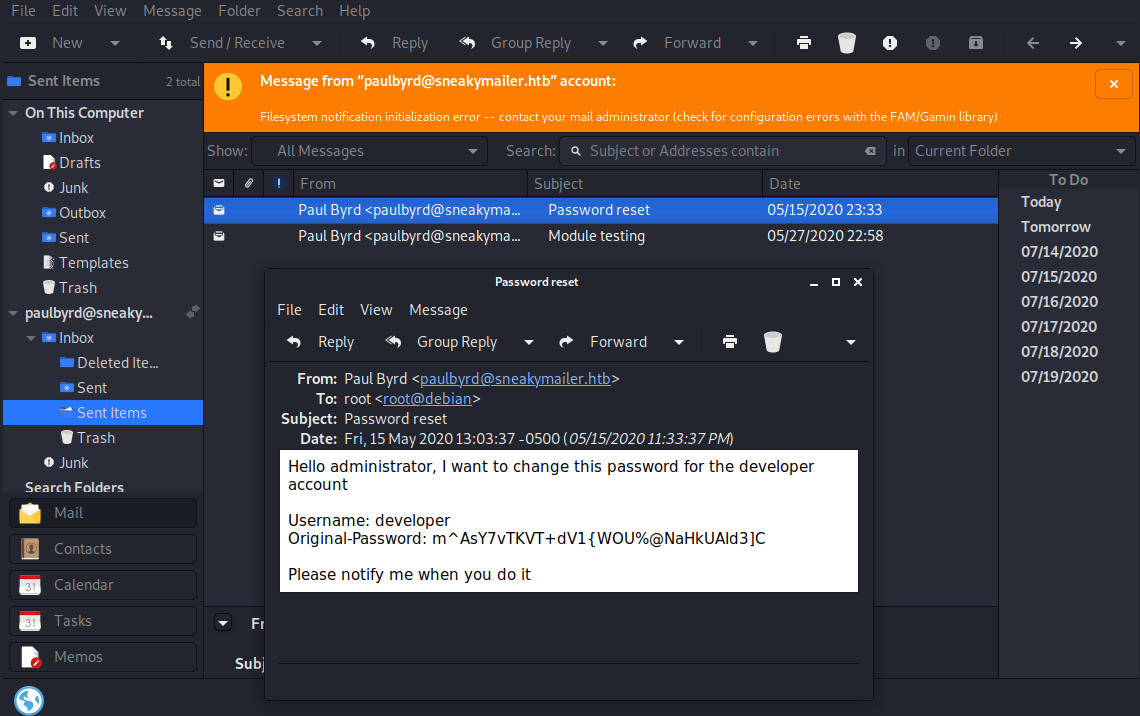 File Edit View Message Folder Search Help
New Send / Receive Reply Group Reply Forward
Sent Items 2 total
Message from “paulbyrd@sneakymailer.htb” account:
Filesystem notification initialization error -- contact your mail administrator (check for configuration errors with the FAM/Gamin library)
On This Computer
Inbox
Drafts
Junk
Outbox
Sent
Templates
Trash
paulbyrd@sneaky...
Inbox
Deleted Ite...
Sent
Sent Items
Trash
Junk
Search Folders
Mail
Contacts
31 Calendar
31 Tasks
Memos
Show: All Messages Search: Subject or Addresses contain in Current Folder
From Subject Date
Paul Byrd <paulbyrd@sneakyma... Password reset 05/15/2020 23:33
Paul Byrd <paulbyrd@sneakyma... Module testing 05/27/2020 22:58
To Do
Today
Tomorrow
07/14/2020
07/15/2020
07/16/2020
07/17/2020
07/18/2020
07/19/2020
Password reset
File Edit View Message
Reply Group Reply Forward
From: Paul Byrd <paulbyrd@sneakymailer.htb>
To: root <root@debian>
Subject: Password reset
Date: Fri, 15 May 2020 13:03:37 -0500 (05/15/2020 11:33:37 PM)
Hello administrator, I want to change this password for the developer
account
Username: developer
Original-Password: m^AsY7vTKVT+dV1{WOU%@NaHkUAId3]C
Please notify me when you do it
Fr
Subj